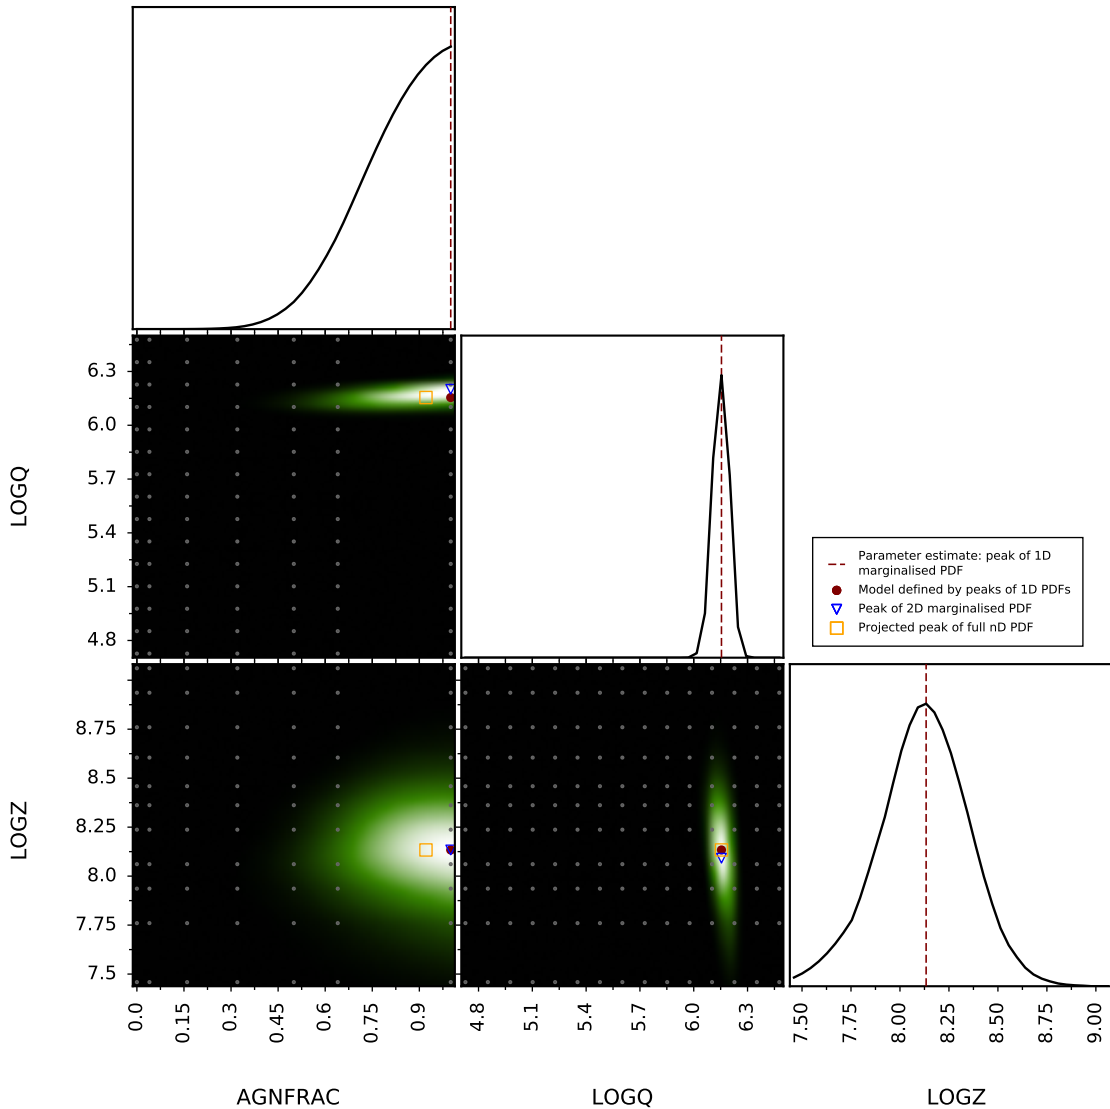 6.3
6.0
5.7
LOGQ
5.4
5.1
4.8
Parameter estimate: peak of 1D
marginalised PDF
Model defined by peaks of 1D PDFs
Peak of 2D marginalised PDF
Projected peak of full nD PDF
8.75
8.5
8.25
LOGZ
8.0
7.75
7.5
0.0 0.15 0.3 0.45 0.6 0.75 0.9 4.8 5.1 5.4 5.7 6.0 6.3 7.50 7.75 8.00 8.25 8.50 8.75 9.00
AGNFRAC LOGQ LOGZ